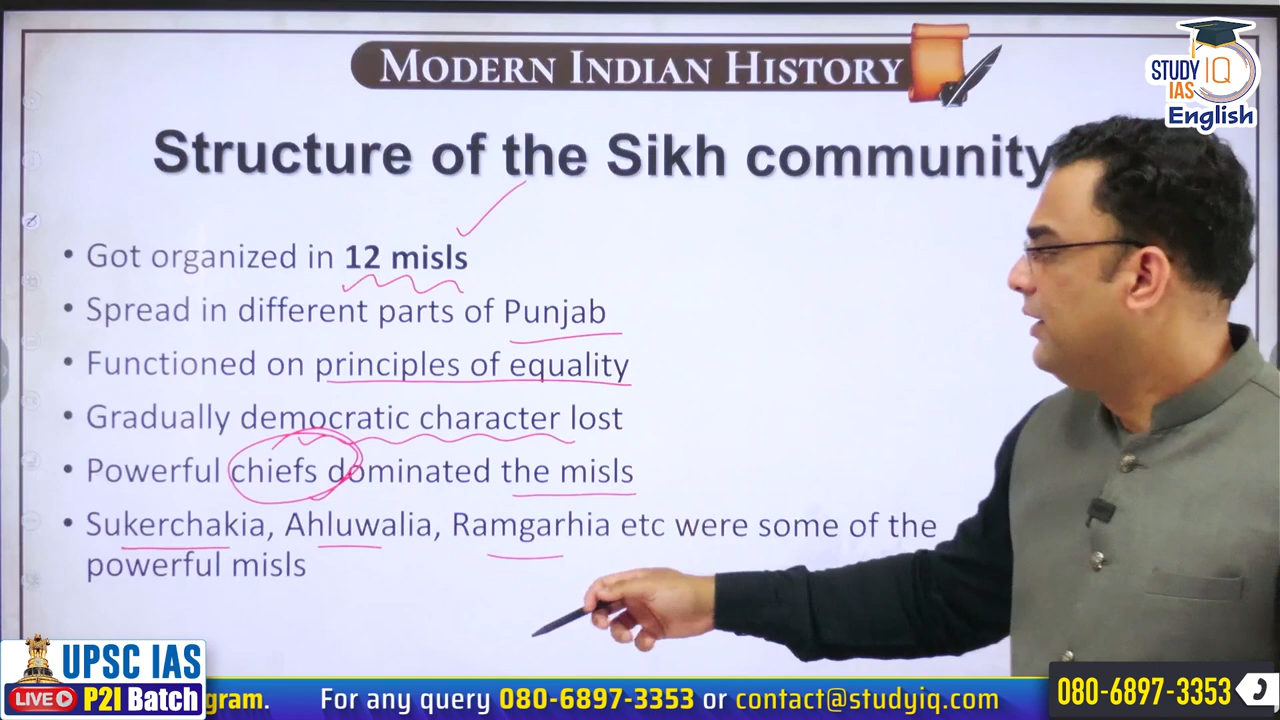 MODERN INDIAN HISTORY
STUDY IQ
IAS
English
Structure of the Sikh community
• Got organized in 12 misls
• Spread in different parts of Punjab
• Functioned on principles of equality
• Gradually democratic character lost
• Powerful chiefs dominated the misls
• Sukerchakia, Ahluwalia, Ramgarhia etc were some of the
powerful misls
UPSC IAS
LIVE P2I Batch
gram. For any query 080-6897-3353 or contact@studyiq.com
080-6897-3353